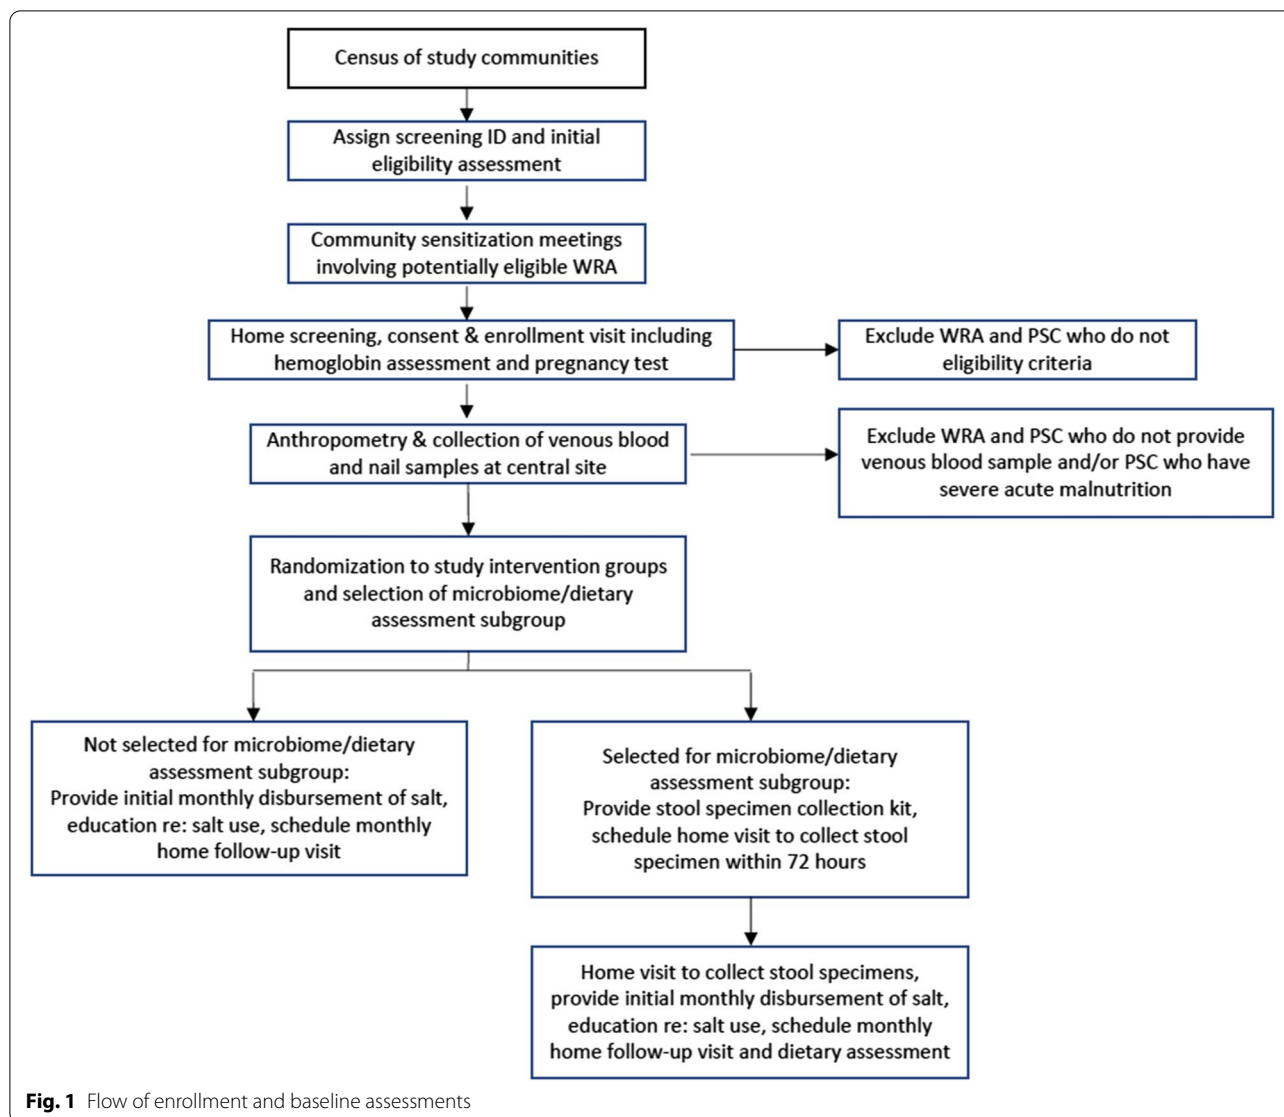 Census of study communities
Assign screening ID and initial
eligibility assessment
Community sensitization meetings
involving potentially eligible WRA
Home screening, consent & enrollment visit including
hemoglobin assessment and pregnancy test
Exclude WRA and PSC who do not
eligibility criteria
Anthropometry & collection of venous blood
and nail samples at central site
Exclude WRA and PSC who do not provide
venous blood sample and/or PSC who have
severe acute malnutrition
Randomization to study intervention groups
and selection of microbiome/dietary
assessment subgroup
Not selected for microbiome/dietary
assessment subgroup:
Provide initial monthly disbursement of salt,
education re: salt use, schedule monthly
home follow-up visit
Selected for microbiome/dietary
assessment subgroup:
Provide stool specimen collection kit,
schedule home visit to collect stool
specimen within 72 hours
Home visit to collect stool specimens,
provide initial monthly disbursement of salt,
education re: salt use, schedule monthly
home follow-up visit and dietary assessment
Fig. 1 Flow of enrollment and baseline assessments